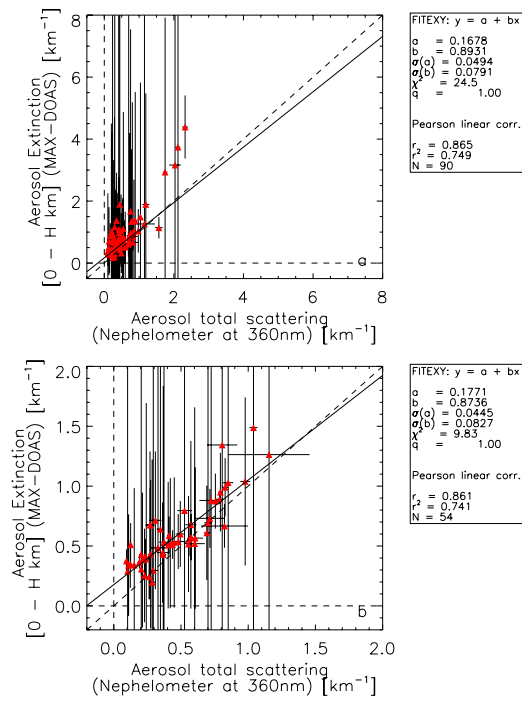 8
6
4
2
0
Aerosol Extinction
[0 − H km] (MAX−DOAS) [km⁻¹]
0 2 4 6 8
Aerosol total scattering
(Nephelometer at 360nm) [km⁻¹]
a
FITEXY: y = a + bx
a = 0.1678
b = 0.8931
σ(a) = 0.0494
σ(b) = 0.0791
χ² = 24.5
q = 1.00
Pearson linear corr.
r = 0.865
r² = 0.749
N = 90
2.0
1.5
1.0
0.5
0.0
Aerosol Extinction
[0 − H km] (MAX−DOAS) [km⁻¹]
0.0 0.5 1.0 1.5 2.0
Aerosol total scattering
(Nephelometer at 360nm) [km⁻¹]
b
FITEXY: y = a + bx
a = 0.1771
b = 0.8736
σ(a) = 0.0445
σ(b) = 0.0827
χ² = 9.83
q = 1.00
Pearson linear corr.
r = 0.861
r² = 0.741
N = 54